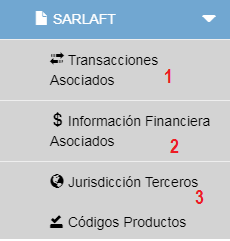 SARLAFT
Transacciones
Asociados
1
Información Financiera
Asociados
2
Jurisdicción Terceros
3
Códigos Productos